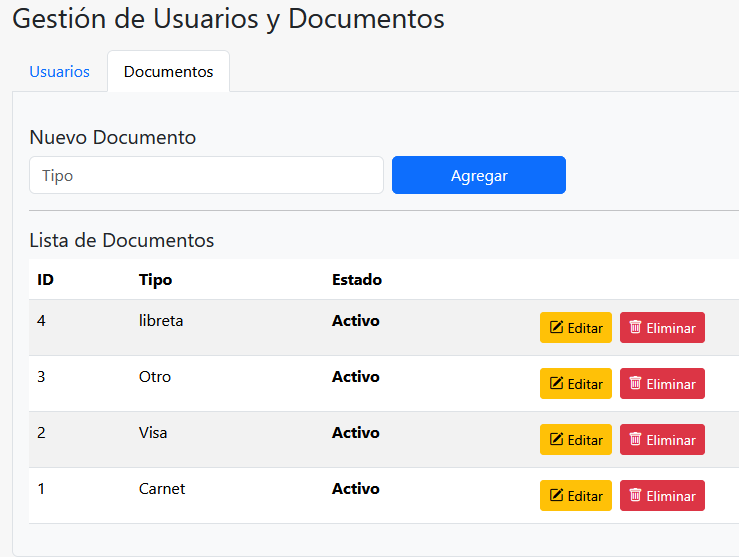 Gestión de Usuarios y Documentos
Usuarios Documentos
Nuevo Documento
Tipo Agregar
Lista de Documentos
ID Tipo Estado
4 libreta Activo Editar Eliminar
3 Otro Activo Editar Eliminar
2 Visa Activo Editar Eliminar
1 Carnet Activo Editar Eliminar